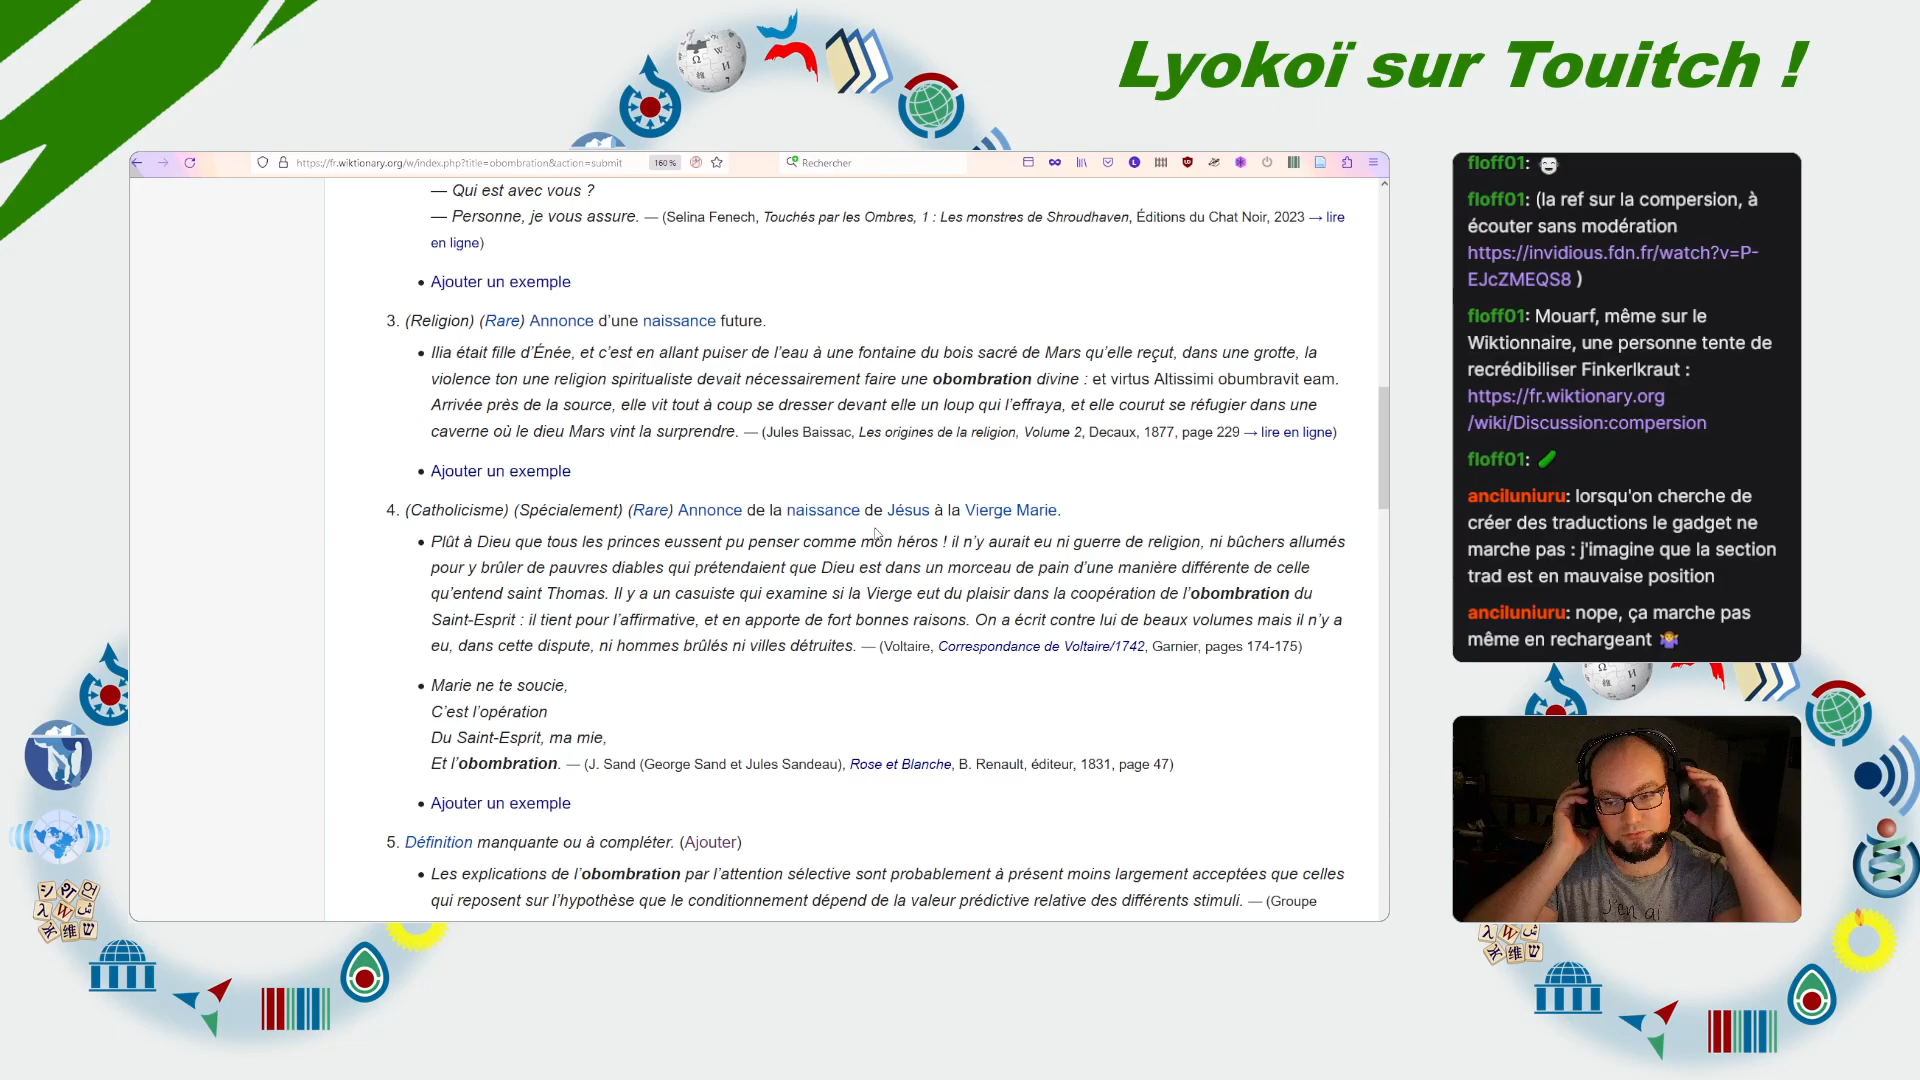 Lyokoï sur Touitch !
https://fr.wiktionary.org/w/index.php?title=obombration&action=submit
160 %
Rechercher
— Qui est avec vous ?
— Personne, je vous assure. — (Selina Fenech, Touchés par les Ombres, 1 : Les monstres de Shroudhaven, Éditions du Chat Noir, 2023 → lire
en ligne)
• Ajouter un exemple
3. (Religion) (Rare) Annonce d’une naissance future.
• Ilia était fille d’Énée, et c’est en allant puiser de l’eau à une fontaine du bois sacré de Mars qu’elle reçut, dans une grotte, la
violence ton une religion spiritualiste devait nécessairement faire une obombration divine : et virtus Altissimi obumbravit eam.
Arrivée près de la source, elle vit tout à coup se dresser devant elle un loup qui l’effraya, et elle courut se réfugier dans une
caverne où le dieu Mars vint la surprendre. — (Jules Baissac, Les origines de la religion, Volume 2, Decaux, 1877, page 229 → lire en ligne)
• Ajouter un exemple
4. (Catholicisme) (Spécialement) (Rare) Annonce de la naissance de Jésus à la Vierge Marie.
• Plût à Dieu que tous les princes eussent pu penser comme mon héros ! il n’y aurait eu ni guerre de religion, ni bûchers allumés
pour y brûler de pauvres diables qui prétendaient que Dieu est dans un morceau de pain d’une manière différente de celle
qu’entend saint Thomas. Il y a un casuiste qui examine si la Vierge eut du plaisir dans la coopération de l’obombration du
Saint-Esprit : il tient pour l’affirmative, et en apporte de fort bonnes raisons. On a écrit contre lui de beaux volumes mais il n’y a
eu, dans cette dispute, ni hommes brûlés ni villes détruites. — (Voltaire, Correspondance de Voltaire/1742, Garnier, pages 174-175)
• Marie ne te soucie,
C’est l’opération
Du Saint-Esprit, ma mie,
Et l’obombration. — (J. Sand (George Sand et Jules Sandeau), Rose et Blanche, B. Renault, éditeur, 1831, page 47)
• Ajouter un exemple
5. Définition manquante ou à compléter. (Ajouter)
• Les explications de l’obombration par l’attention sélective sont probablement à présent moins largement acceptées que celles
qui reposent sur l’hypothèse que le conditionnement dépend de la valeur prédictive relative des différents stimuli. — (Groupe
floff01:
floff01: (la ref sur la compersion, à
écouter sans modération
https://invidious.fdn.fr/watch?v=P-
EJcZMEQS8 )
floff01: Mouarf, même sur le
Wiktionnaire, une personne tente de
recrédibiliser Finkerlkraut :
https://fr.wiktionary.org
/wiki/Discussion:compersion
floff01:
anciluniuru: lorsqu'on cherche de
créer des traductions le gadget ne
marche pas : j'imagine que la section
trad est en mauvaise position
anciluniuru: nope, ça marche pas
même en rechargeant
J'en ai